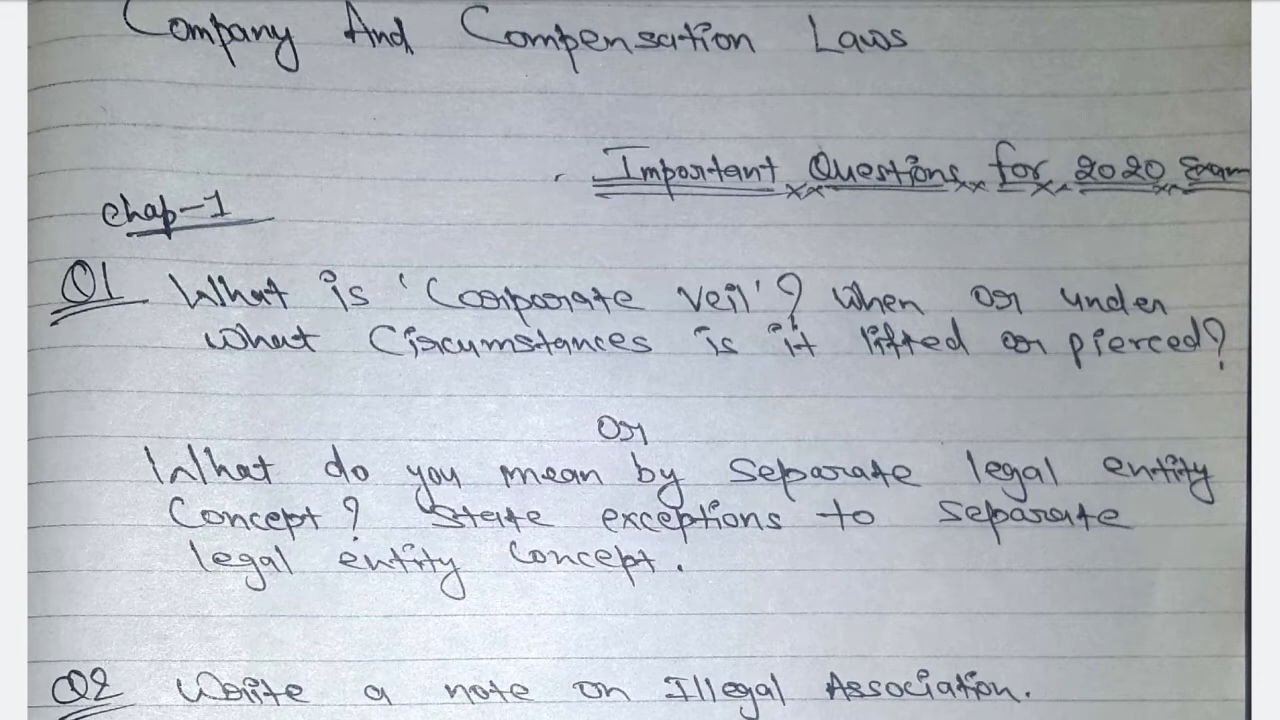 Company And Compensation Laws
Important Questions for 2020 Exam
Chap-1
Q1 What is 'Corporate Veil'? When or under
what Circumstances is it lifted or pierced?
Or
What do you mean by Separate legal entity
Concept? State exceptions to separate
legal entity concept.
Q2 Write a note on Illegal Association.